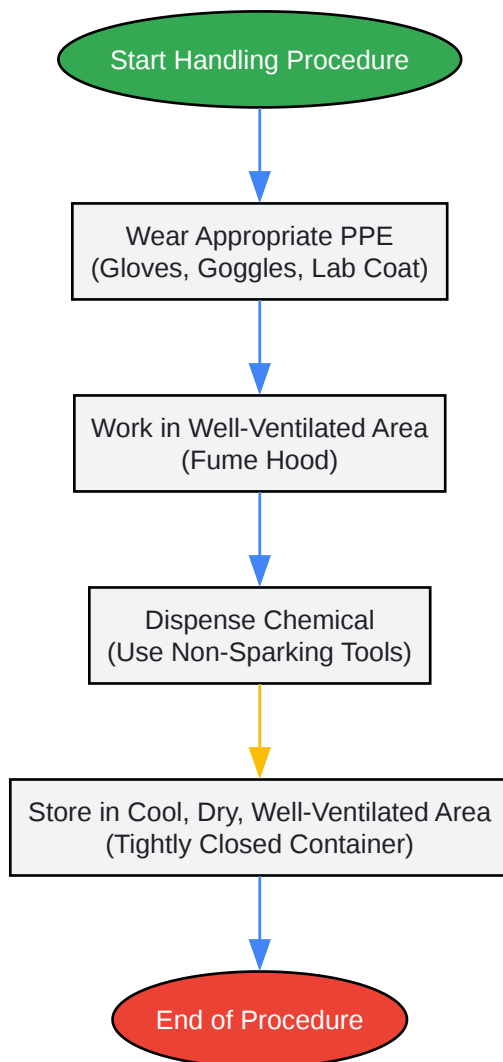 Start Handling Procedure
Wear Appropriate PPE
(Gloves, Goggles, Lab Coat)
Work in Well-Ventilated Area
(Fume Hood)
Dispense Chemical
(Use Non-Sparking Tools)
Store in Cool, Dry, Well-Ventilated Area
(Tightly Closed Container)
End of Procedure